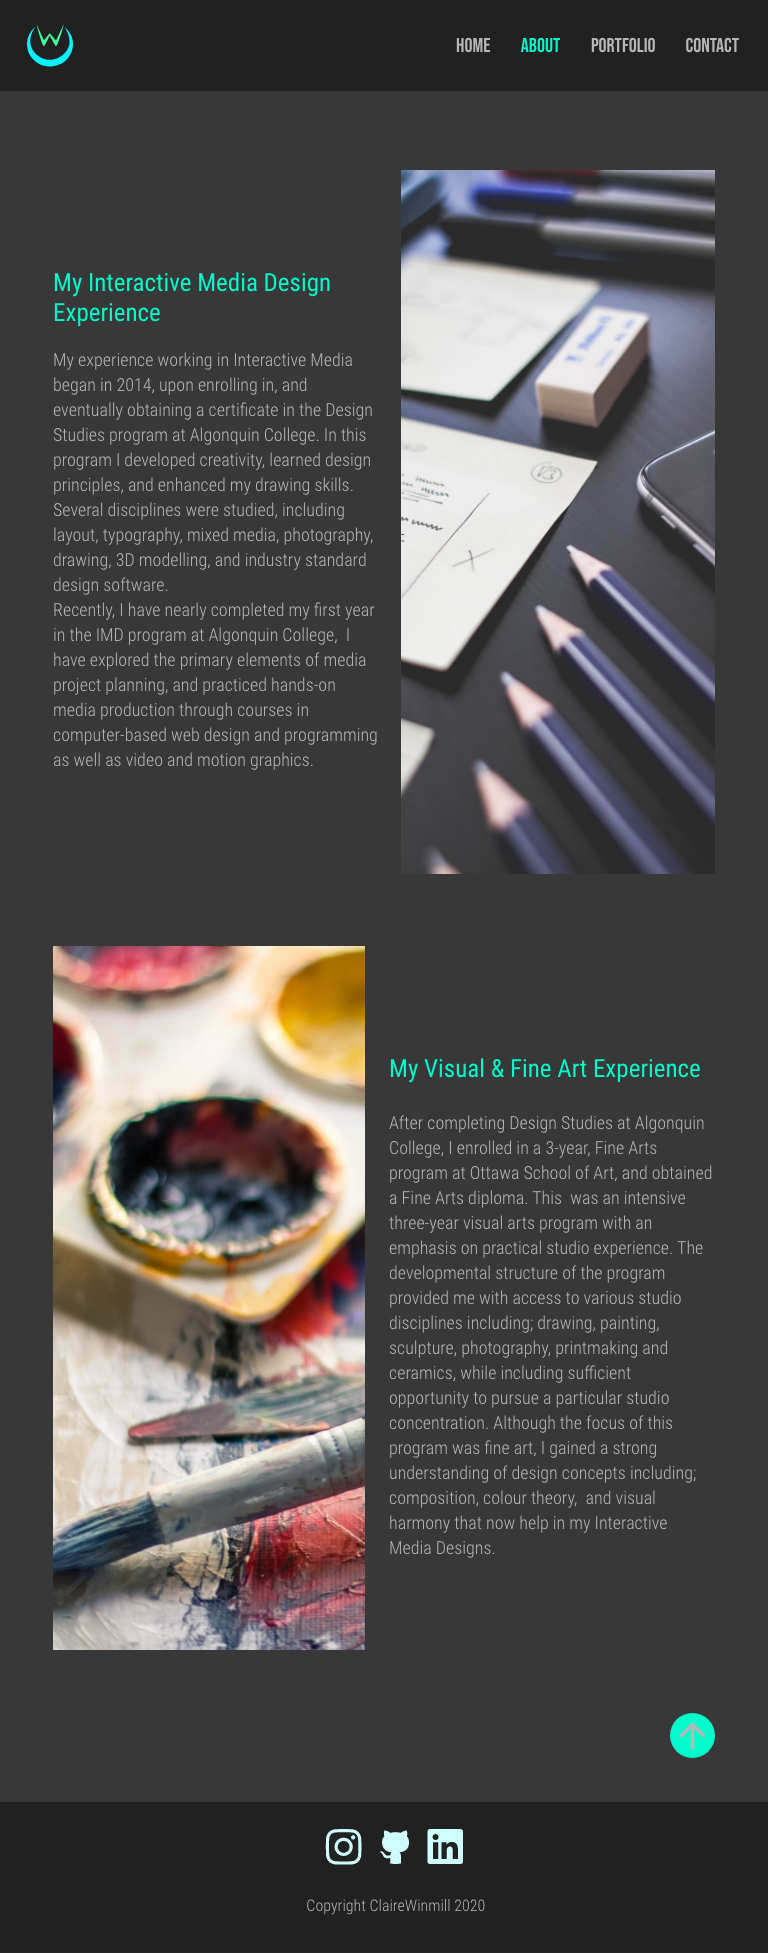 W
HOME ABOUT PORTFOLIO CONTACT
My Interactive Media Design
Experience
My experience working in Interactive Media
began in 2014, upon enrolling in, and
eventually obtaining a certificate in the Design
Studies program at Algonquin College. In this
program I developed creativity, learned design
principles, and enhanced my drawing skills.
Several disciplines were studied, including
layout, typography, mixed media, photography,
drawing, 3D modelling, and industry standard
design software.
Recently, I have nearly completed my first year
in the IMD program at Algonquin College,  I
have explored the primary elements of media
project planning, and practiced hands-on
media production through courses in
computer-based web design and programming
as well as video and motion graphics.
My Visual & Fine Art Experience
After completing Design Studies at Algonquin
College, I enrolled in a 3-year, Fine Arts
program at Ottawa School of Art, and obtained
a Fine Arts diploma. This  was an intensive
three-year visual arts program with an
emphasis on practical studio experience. The
developmental structure of the program
provided me with access to various studio
disciplines including; drawing, painting,
sculpture, photography, printmaking and
ceramics, while including sufficient
opportunity to pursue a particular studio
concentration. Although the focus of this
program was fine art, I gained a strong
understanding of design concepts including;
composition, colour theory,  and visual
harmony that now help in my Interactive
Media Designs.
in
Copyright ClaireWinmill 2020